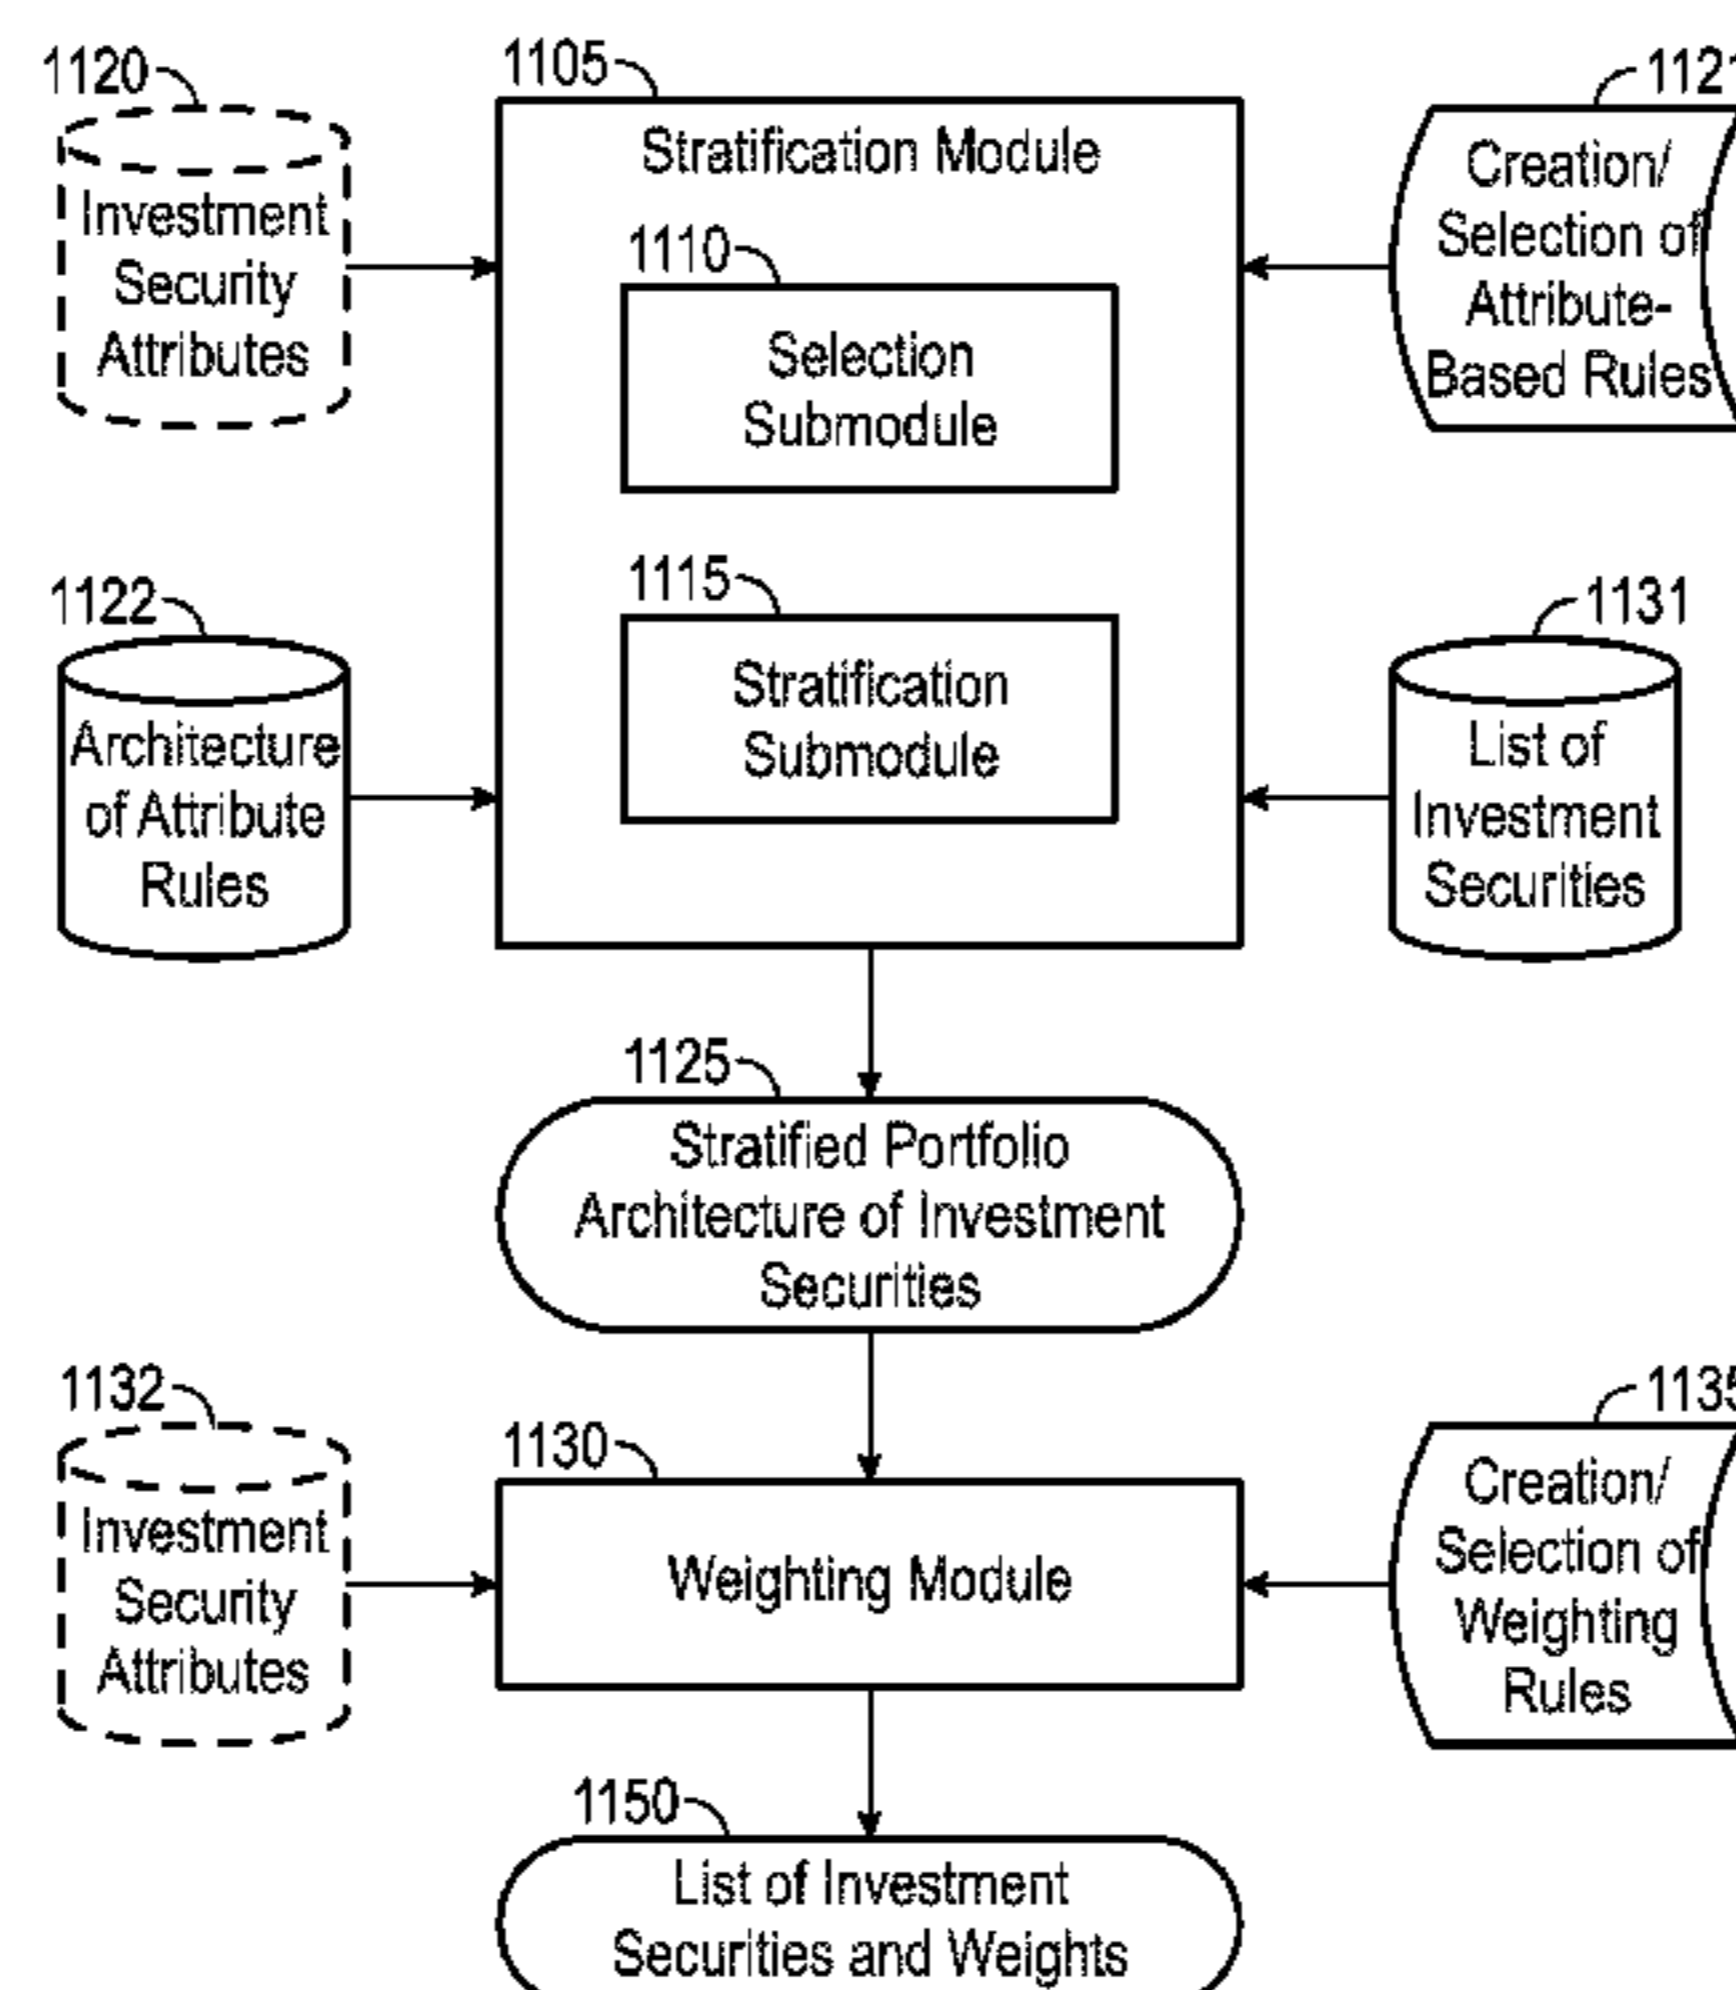 1120
1105
1121
Stratification Module
Investment
Security
Attributes
Creation/
Selection of
Attribute-
Based Rules
1110
Selection
Submodule
1122
1115
1131
Architecture
of Attribute
Rules
Stratification
Submodule
List of
Investment
Securities
1125
Stratified Portfolio
Architecture of Investment
Securities
1132
1130
1135
Investment
Security
Attributes
Weighting Module
Creation/
Selection of
Weighting
Rules
1150
List of Investment
Securities and Weights